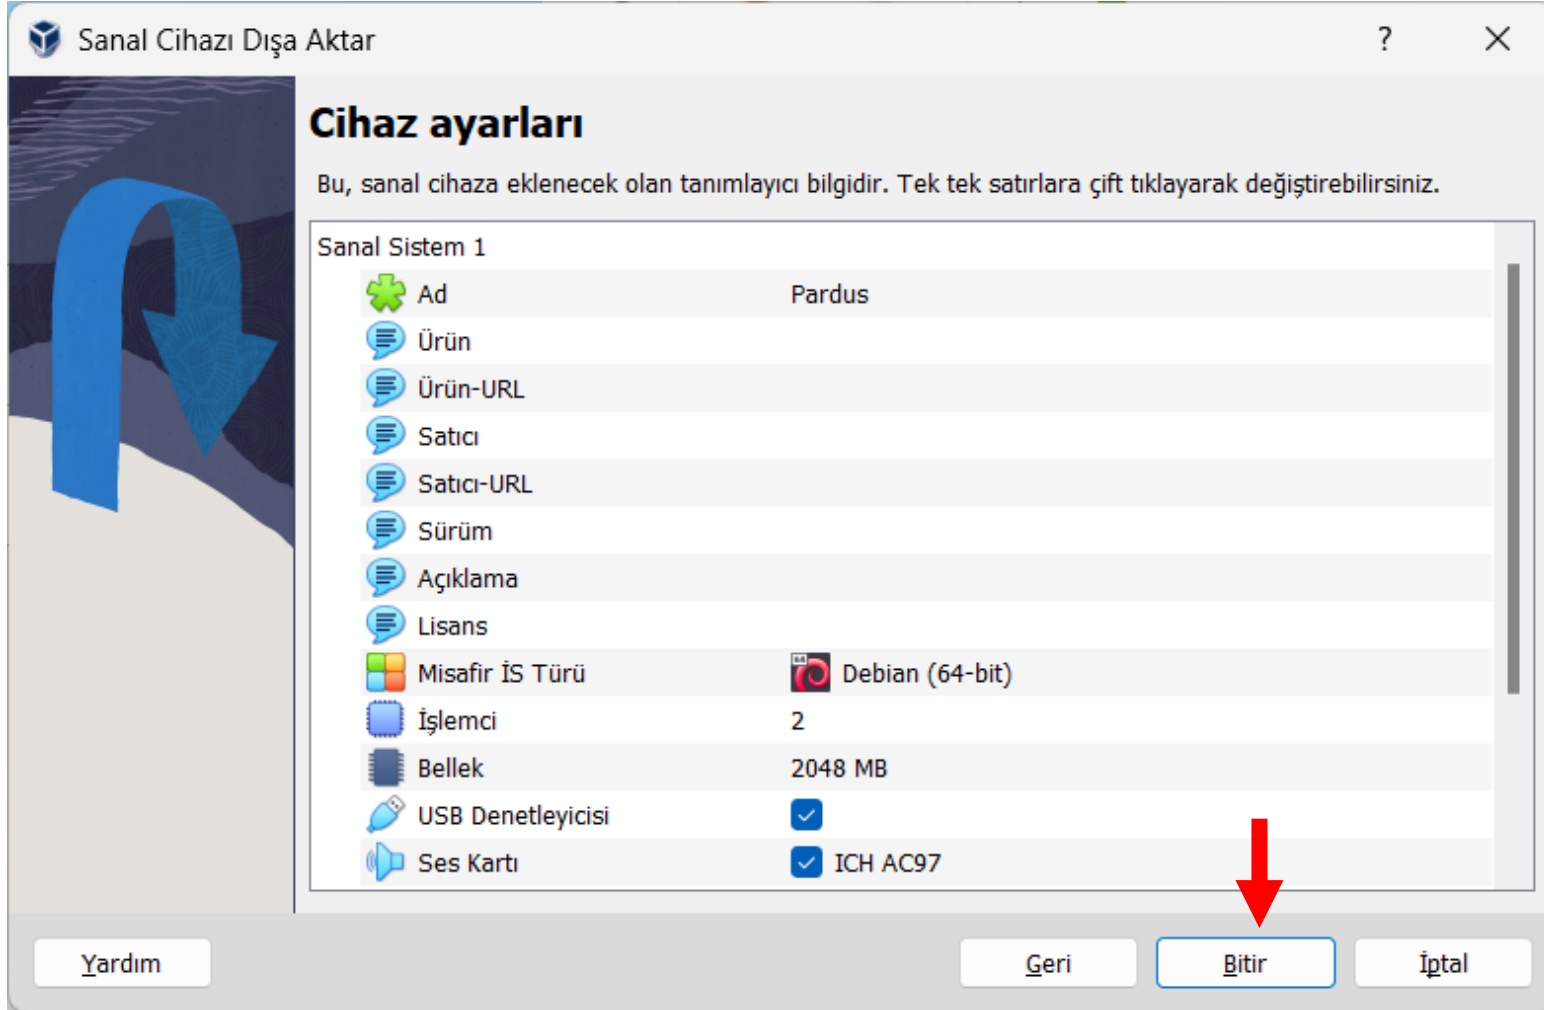 Sanal Cihazı Dışa Aktar
?
Cihaz ayarları
Bu, sanal cihaza eklenecek olan tanımlayıcı bilgidir. Tek tek satırlara çift tıklayarak değiştirebilirsiniz.
Sanal Sistem 1
Ad Pardus
Ürün
Ürün-URL
Satıcı
Satıcı-URL
Sürüm
Açıklama
Lisans
Misafir İS Türü 64 Debian (64-bit)
İşlemci 2
Bellek 2048 MB
USB Denetleyicisi
Ses Kartı ICH AC97
Yardım Geri Bitir İptal